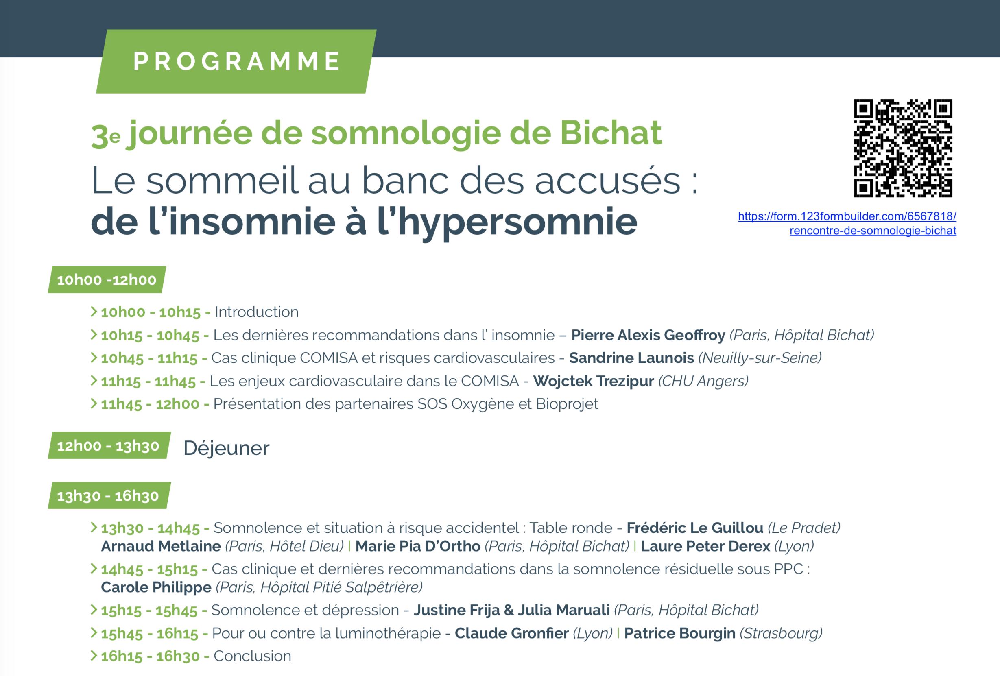 PROGRAMME
3e journée de somnologie de Bichat
Le sommeil au banc des accusés :
de l’insomnie à l’hypersomnie
https://form.123formbuilder.com/6567818/
rencontre-de-somnologie-bichat
10h00 -12h00
10h00 - 10h15 - Introduction
10h15 - 10h45 - Les dernières recommandations dans l’ insomnie – Pierre Alexis Geoffroy (Paris, Hôpital Bichat)
10h45 - 11h15 - Cas clinique COMISA et risques cardiovasculaires - Sandrine Launois (Neuilly-sur-Seine)
11h15 - 11h45 - Les enjeux cardiovasculaire dans le COMISA - Wojctek Trezipur (CHU Angers)
11h45 - 12h00 - Présentation des partenaires SOS Oxygène et Bioprojet
12h00 - 13h30 Déjeuner
13h30 - 16h30
13h30 - 14h45 - Somnolence et situation à risque accidentel : Table ronde - Frédéric Le Guillou (Le Pradet)
Arnaud Metlaine (Paris, Hôtel Dieu) | Marie Pia D’Ortho (Paris, Hôpital Bichat) | Laure Peter Derex (Lyon)
14h45 - 15h15 - Cas clinique et dernières recommandations dans la somnolence résiduelle sous PPC :
Carole Philippe (Paris, Hôpital Pitié Salpêtrière)
15h15 - 15h45 - Somnolence et dépression - Justine Frija & Julia Maruali (Paris, Hôpital Bichat)
15h45 - 16h15 - Pour ou contre la luminothérapie - Claude Gronfier (Lyon) | Patrice Bourgin (Strasbourg)
16h15 - 16h30 - Conclusion